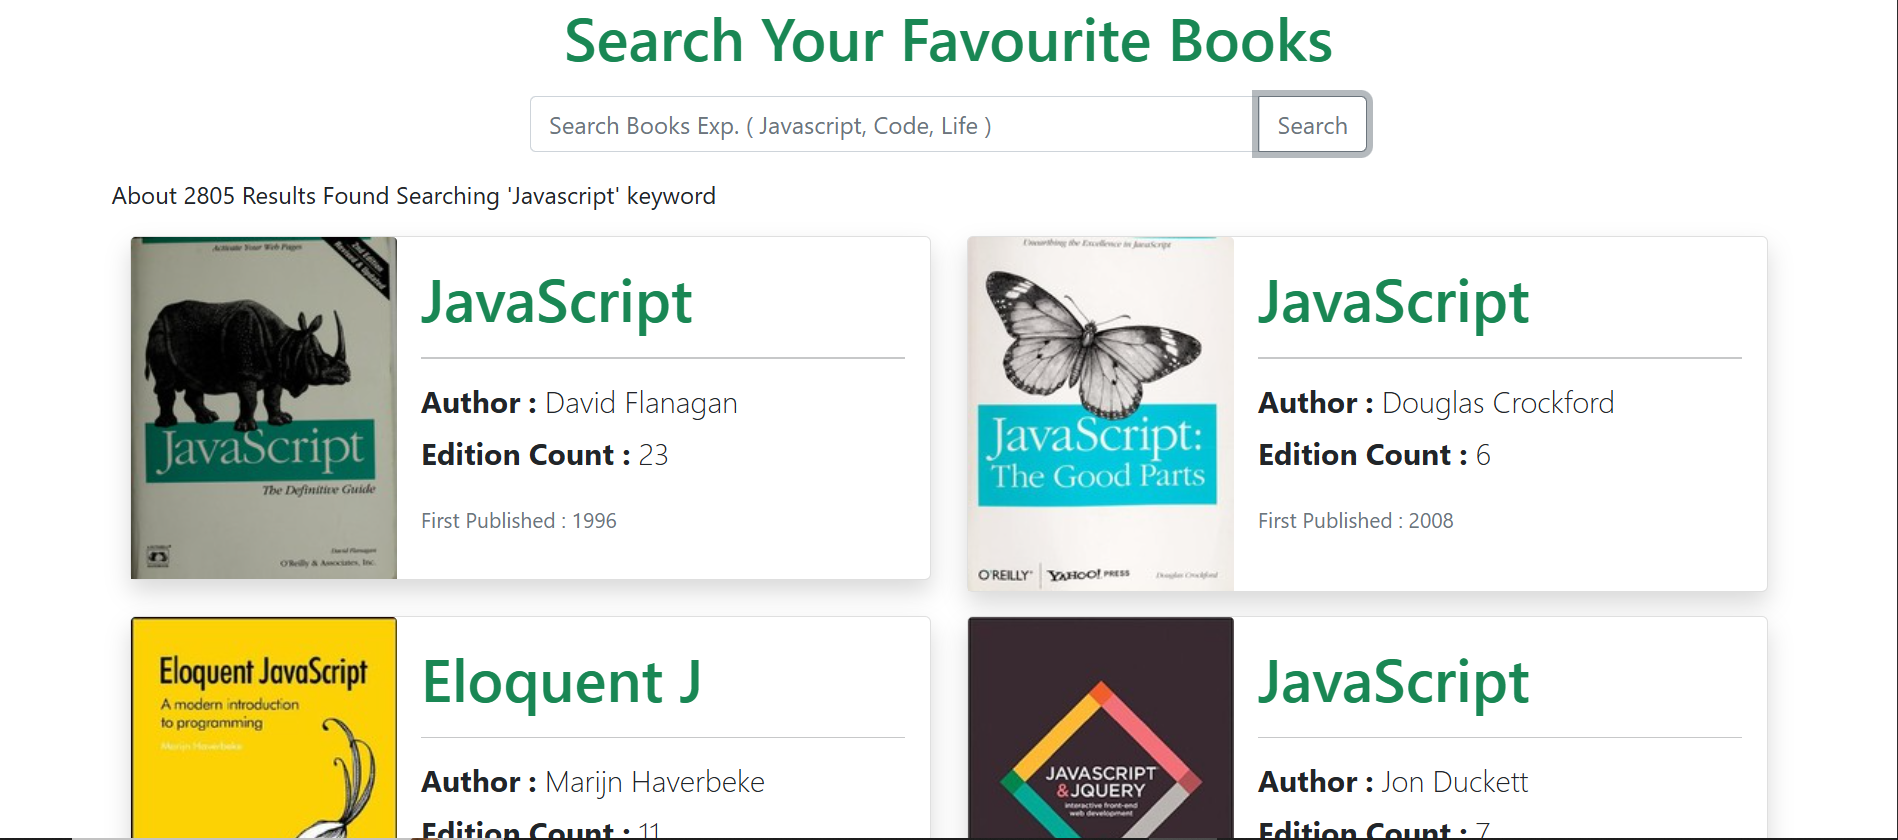 Search Your Favourite Books
Search Books Exp. ( Javascript, Code, Life )
Search
About 2805 Results Found Searching 'Javascript' keyword
Activate Your Web Pages
2nd Edition
Revised & Updated
JavaScript
The Definitive Guide
David Flanagan
O'Reilly & Associates, Inc.
JavaScript
Author : David Flanagan
Edition Count : 23
First Published : 1996
Unearthing the Excellence in JavaScript
JavaScript:
The Good Parts
O'REILLY® YAHOO! PRESS
Douglas Crockford
JavaScript
Author : Douglas Crockford
Edition Count : 6
First Published : 2008
Eloquent JavaScript
A modern introduction
to programming
Marijn Haverbeke
Eloquent J
Author : Marijn Haverbeke
Edition Count : 11
JAVASCRIPT
&JQUERY
interactive front-end
web development
JavaScript
Author : Jon Duckett
Edition Count : 7